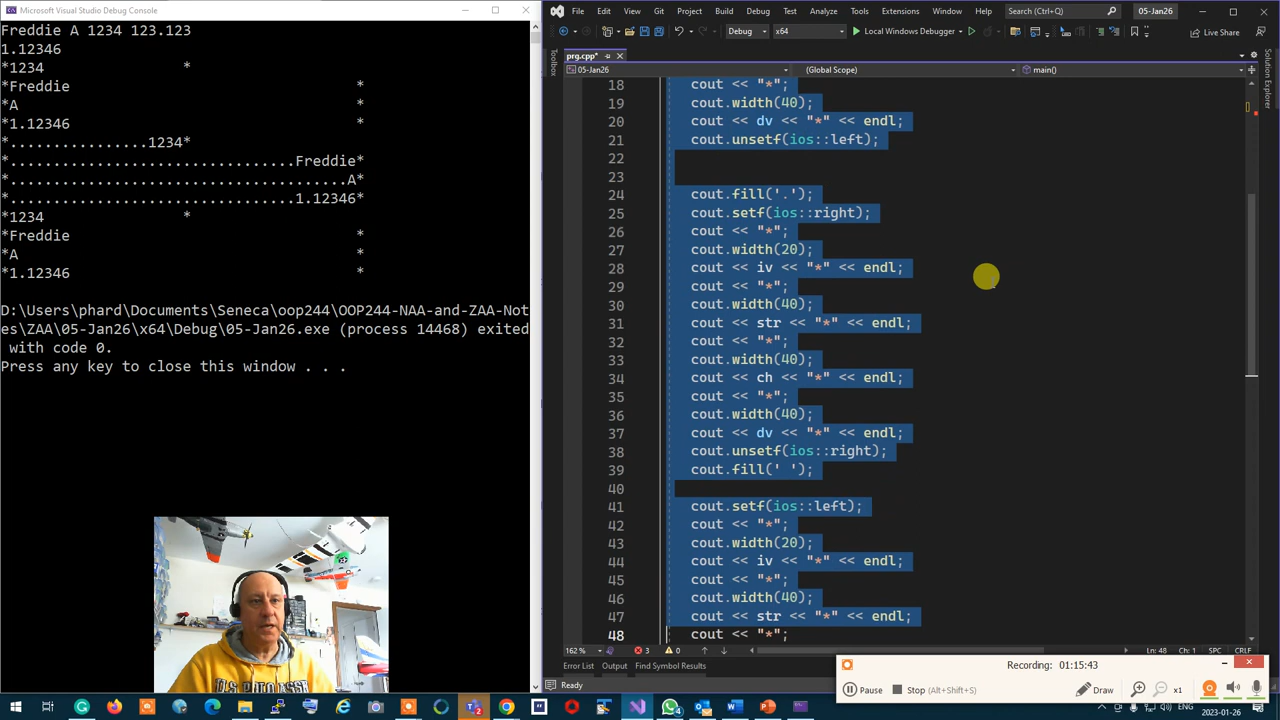 Microsoft Visual Studio Debug Console
Freddie A 1234 123.123
1.12346
*1234                   *
*Freddie                                        *
*A                                              *
*1.12346                                        *
*................1234*
*.................................Freddie*
*.......................................A*
*.................................1.12346*
*1234                   *
*Freddie                                        *
*A                                              *
*1.12346                                        *
D:\Users\phard\Documents\Seneca\oop244\OOP244-NAA-and-ZAA-Not
es\ZAA\05-Jan26\x64\Debug\05-Jan26.exe (process 14468) exited
with code 0.
Press any key to close this window . . .
File Edit View Git Project Build Debug Test Analyze Tools Extensions Window Help Search (Ctrl+Q) 05-Jan26
Debug x64 Local Windows Debugger Live Share
prg.cpp*
05-Jan26 (Global Scope) main()
Toolbox
Solution Explorer
18 cout << "*";
19 cout.width(40);
20 cout << dv << "*" << endl;
21 cout.unsetf(ios::left);
22
23
24 cout.fill('.');
25 cout.setf(ios::right);
26 cout << "*";
27 cout.width(20);
28 cout << iv << "*" << endl;
29 cout << "*";
30 cout.width(40);
31 cout << str << "*" << endl;
32 cout << "*";
33 cout.width(40);
34 cout << ch << "*" << endl;
35 cout << "*";
36 cout.width(40);
37 cout << dv << "*" << endl;
38 cout.unsetf(ios::right);
39 cout.fill(' ');
40
41 cout.setf(ios::left);
42 cout << "*";
43 cout.width(20);
44 cout << iv << "*" << endl;
45 cout << "*";
46 cout.width(40);
47 cout << str << "*" << endl;
48 cout << "*";
162 % 3 0 Ln: 48 Ch: 1 SPC CRLF
Error List Output Find Symbol Results
Ready
Recording: 01:15:43
Pause Stop (Alt+Shift+S) Draw x1
ENG 2023-01-26